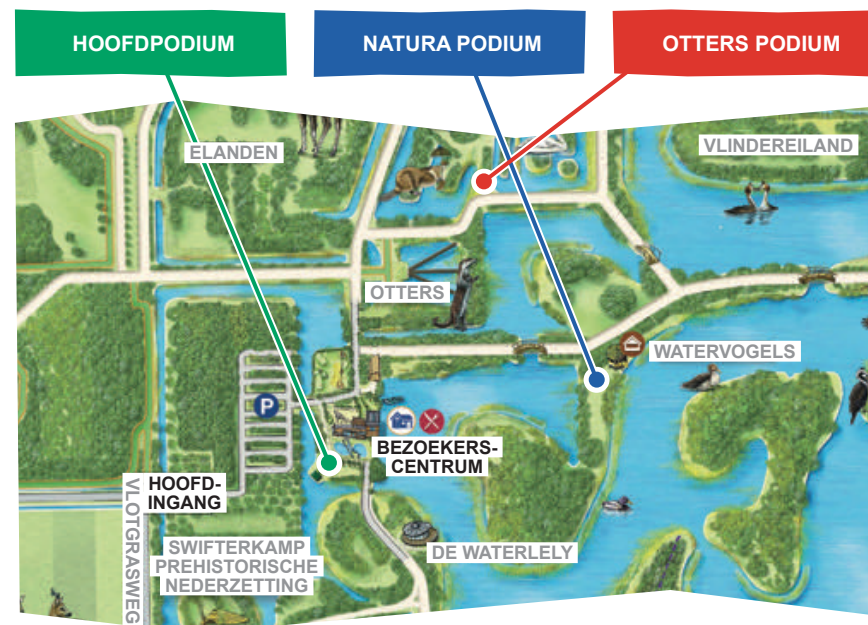 HOOFDPODIUM
NATURA PODIUM
OTTERS PODIUM
ELANDEN
VLINDEREILAND
OTTERS
WATERVOGELS
P
BEZOEKERS-
CENTRUM
HOOFD-
INGANG
VLOTGRASWEG
SWIFTERKAMP
PREHISTORISCHE
NEDERZETTING
DE WATERLELY